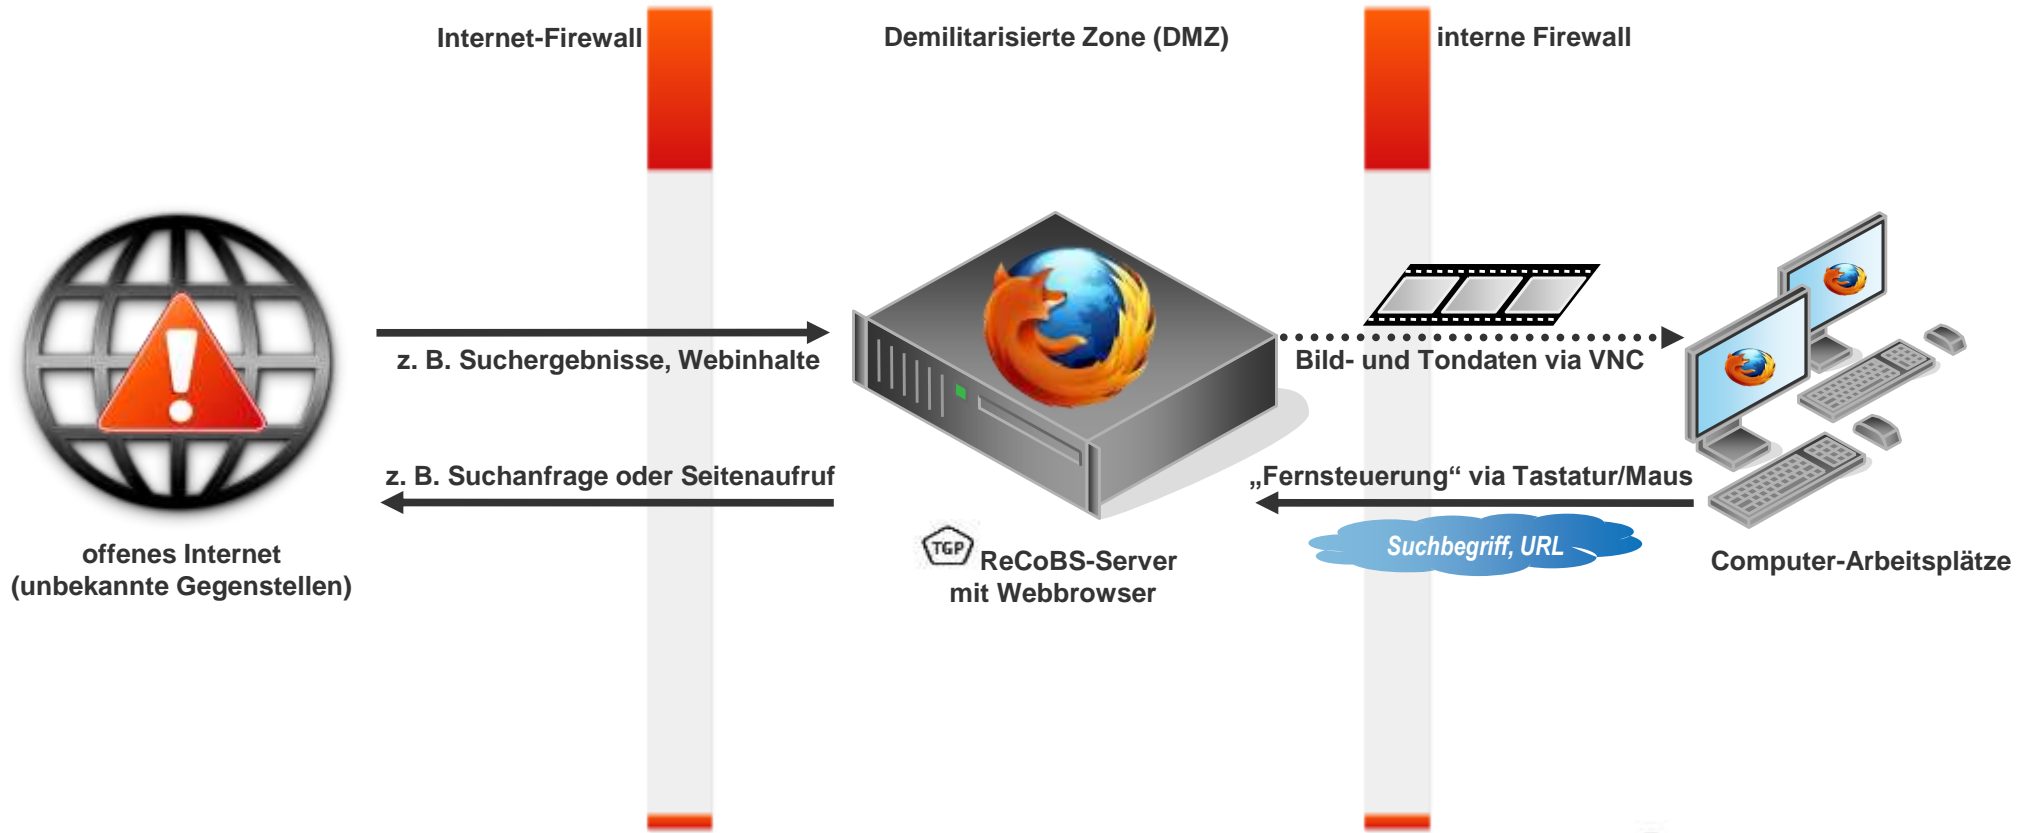 Internet-Firewall
Demilitarisierte Zone (DMZ)
interne Firewall
z. B. Suchergebnisse, Webinhalte
Bild- und Tondaten via VNC
z. B. Suchanfrage oder Seitenaufruf
„Fernsteuerung“ via Tastatur/Maus
Suchbegriff, URL
offenes Internet
(unbekannte Gegenstellen)
TGP
ReCoBS-Server
mit Webbrowser
Computer-Arbeitsplätze